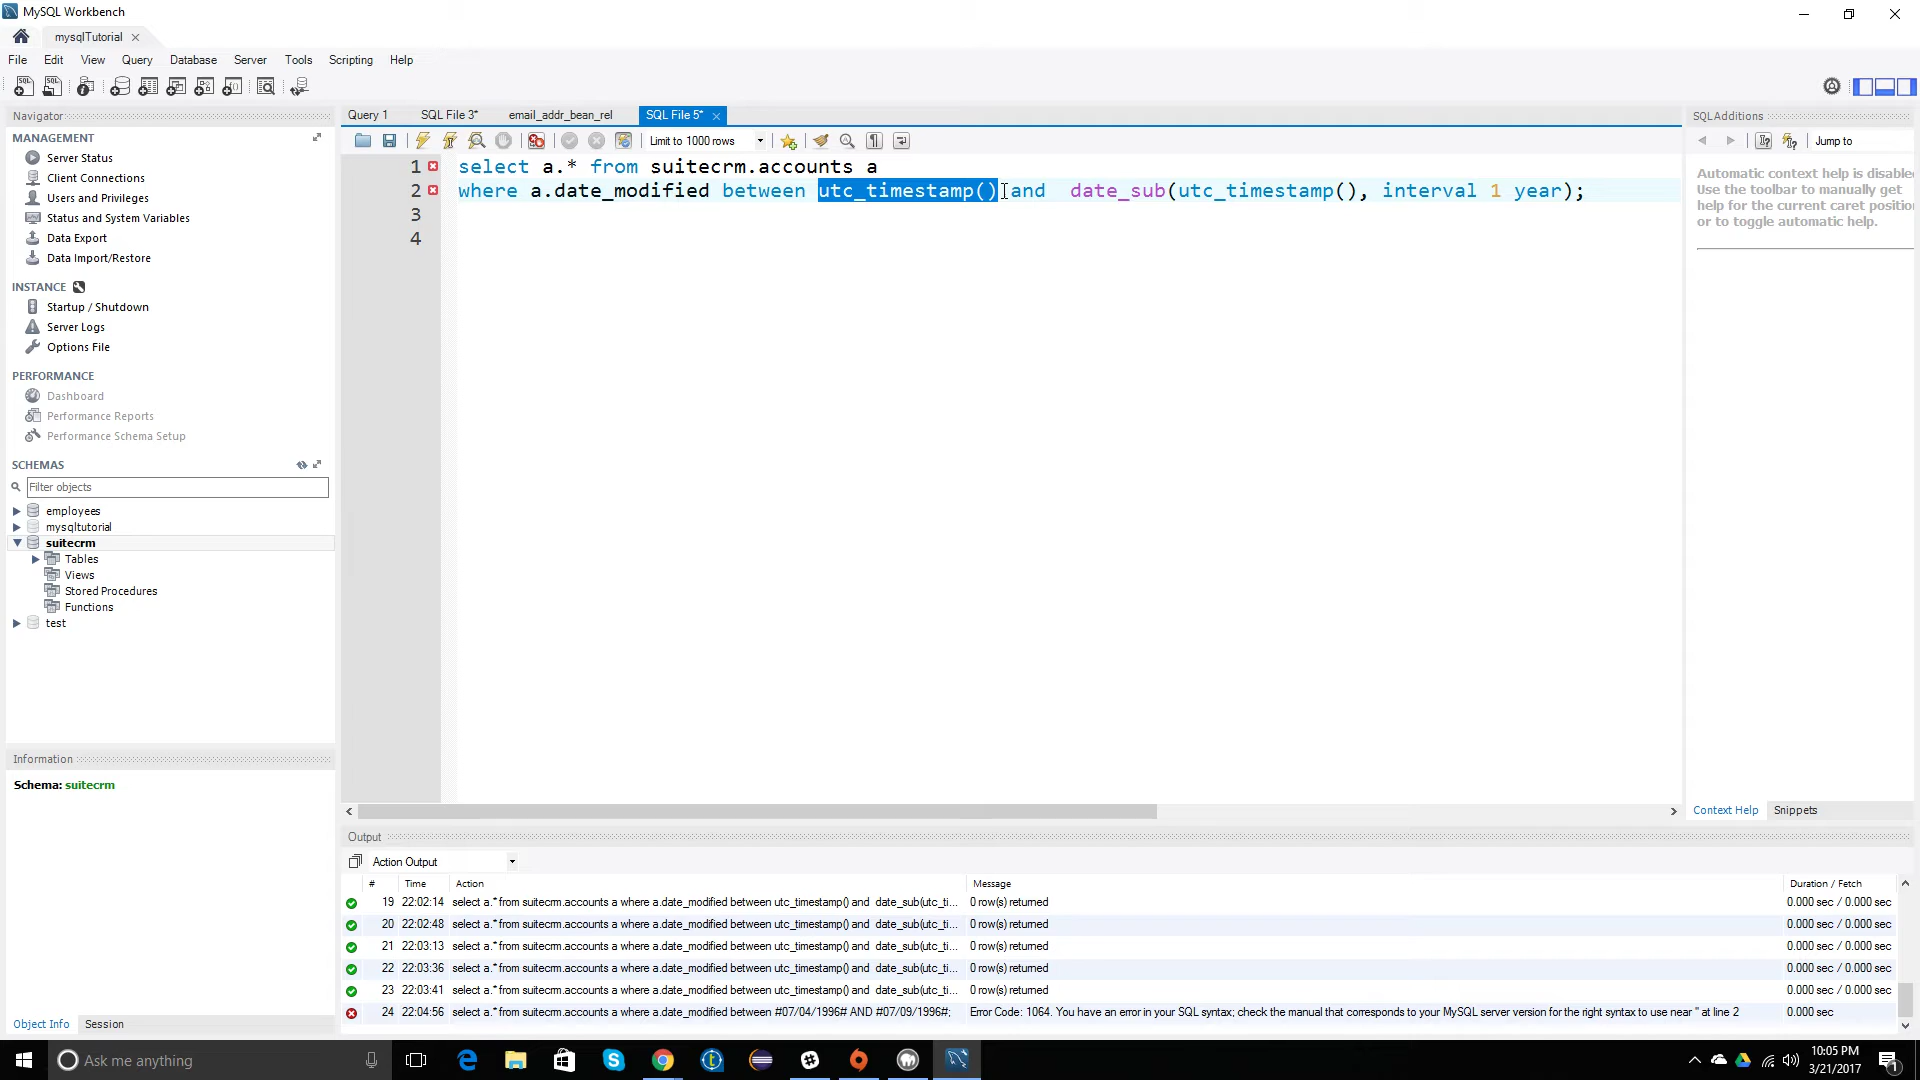 MySQL Workbench
mysqlTutorial
File Edit View Query Database Server Tools Scripting Help
Navigator
MANAGEMENT
Server Status
Client Connections
Users and Privileges
Status and System Variables
Data Export
Data Import/Restore
INSTANCE
Startup / Shutdown
Server Logs
Options File
PERFORMANCE
Dashboard
Performance Reports
Performance Schema Setup
SCHEMAS
Filter objects
employees
mysqltutorial
suitecrm
Tables
Views
Stored Procedures
Functions
test
Information
Schema: suitecrm
Object Info Session
Query 1 SQL File 3* email_addr_bean_rel SQL File 5*
Limit to 1000 rows
1 select a.* from suitecrm.accounts a
2 where a.date_modified between utc_timestamp() and date_sub(utc_timestamp(), interval 1 year);
3
4
SQLAdditions
Jump to
Automatic context help is disabled
Use the toolbar to manually get
help for the current caret position
or to toggle automatic help.
Context Help Snippets
Output
Action Output
# Time Action Message Duration / Fetch
19 22:02:14 select a.* from suitecrm.accounts a where a.date_modified between utc_timestamp() and date_sub(utc_ti... 0 row(s) returned 0.000 sec / 0.000 sec
20 22:02:48 select a.* from suitecrm.accounts a where a.date_modified between utc_timestamp() and date_sub(utc_ti... 0 row(s) returned 0.000 sec / 0.000 sec
21 22:03:13 select a.* from suitecrm.accounts a where a.date_modified between utc_timestamp() and date_sub(utc_ti... 0 row(s) returned 0.000 sec / 0.000 sec
22 22:03:36 select a.* from suitecrm.accounts a where a.date_modified between utc_timestamp() and date_sub(utc_ti... 0 row(s) returned 0.000 sec / 0.000 sec
23 22:03:41 select a.* from suitecrm.accounts a where a.date_modified between utc_timestamp() and date_sub(utc_ti... 0 row(s) returned 0.000 sec / 0.000 sec
24 22:04:56 select a.* from suitecrm.accounts a where a.date_modified between #07/04/1996# AND #07/09/1996#; Error Code: 1064. You have an error in your SQL syntax; check the manual that corresponds to your MySQL server version for the right syntax to use near '' at line 2 0.000 sec
Ask me anything
10:05 PM
3/21/2017
1